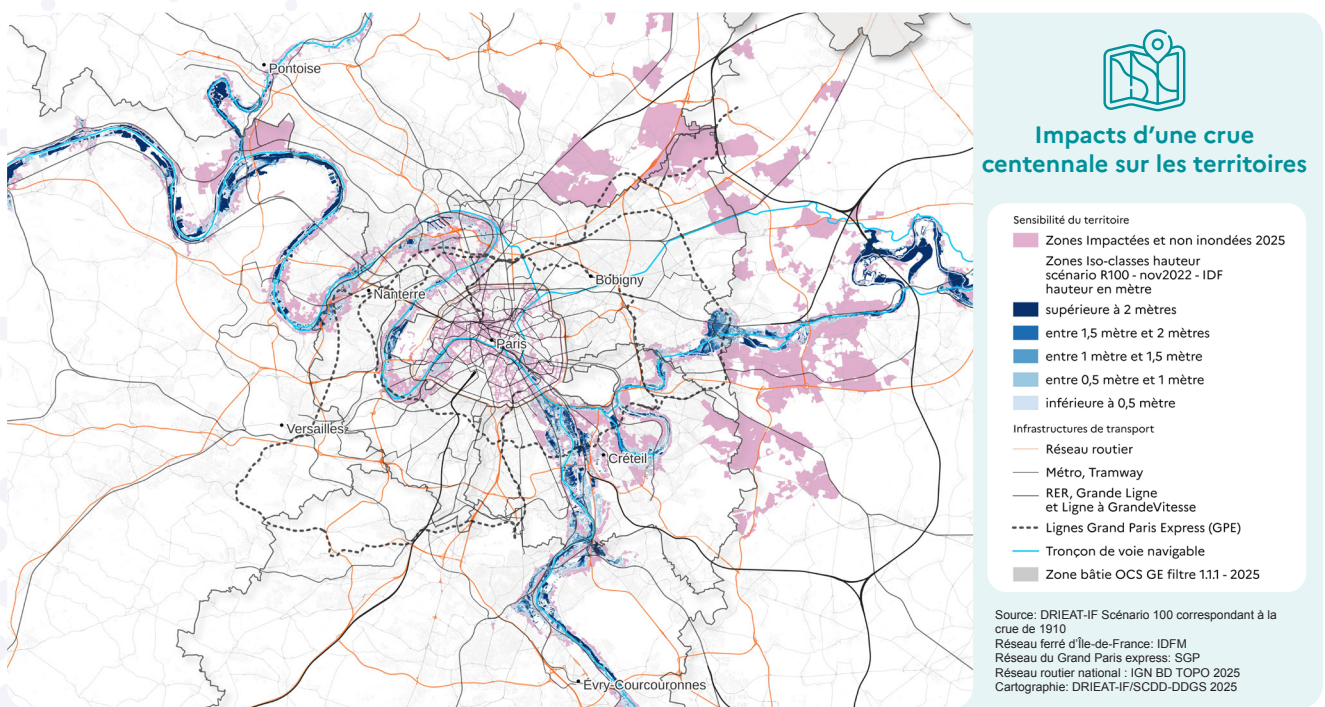 Pontoise
Nanterre
Bobigny
Paris
Versailles
Créteil
Évry-Courcouronnes
Impacts d'une crue
centennale sur les territoires
Sensibilité du territoire
Zones Impactées et non inondées 2025
Zones Iso-classes hauteur
scénario R100 - nov2022 - IDF
hauteur en mètre
supérieure à 2 mètres
entre 1,5 mètre et 2 mètres
entre 1 mètre et 1,5 mètre
entre 0,5 mètre et 1 mètre
inférieure à 0,5 mètre
Infrastructures de transport
Réseau routier
Métro, Tramway
RER, Grande Ligne
et Ligne à GrandeVitesse
Lignes Grand Paris Express (GPE)
Tronçon de voie navigable
Zone bâtie OCS GE filtre 1.1.1 - 2025
Source: DRIEAT-IF Scénario 100 correspondant à la
crue de 1910
Réseau ferré d'Île-de-France: IDFM
Réseau du Grand Paris express: SGP
Réseau routier national : IGN BD TOPO 2025
Cartographie: DRIEAT-IF/SCDD-DDGS 2025